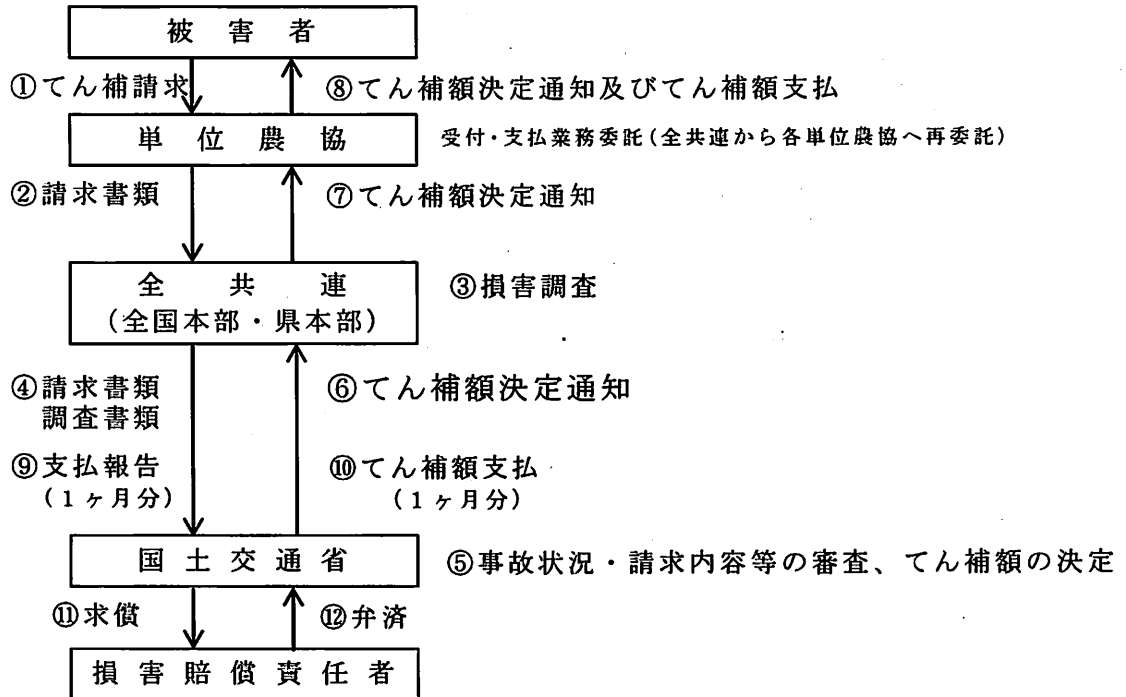 被害者
①てん補請求
⑧てん補額決定通知及びてん補額支払
単位農協
受付・支払業務委託(全共連から各単位農協へ再委託)
②請求書類
⑦てん補額決定通知
全共連
(全国本部・県本部)
③損害調査
④請求書類
調査書類
⑥てん補額決定通知
⑨支払報告
(1ヶ月分)
⑩てん補額支払
(1ヶ月分)
国土交通省
⑤事故状況・請求内容等の審査、てん補額の決定
⑪求償
⑫弁済
損害賠償責任者